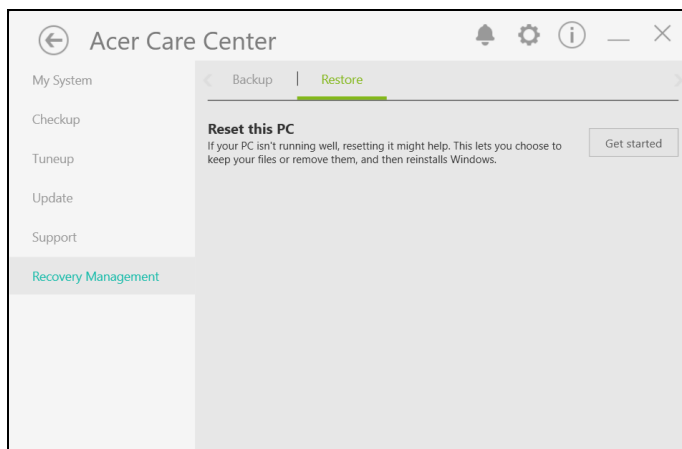 Acer Care Center
My System
Backup
Restore
Checkup
Tuneup
Update
Support
Recovery Management
Reset this PC
If your PC isn't running well, resetting it might help. This lets you choose to
keep your files or remove them, and then reinstalls Windows.
Get started